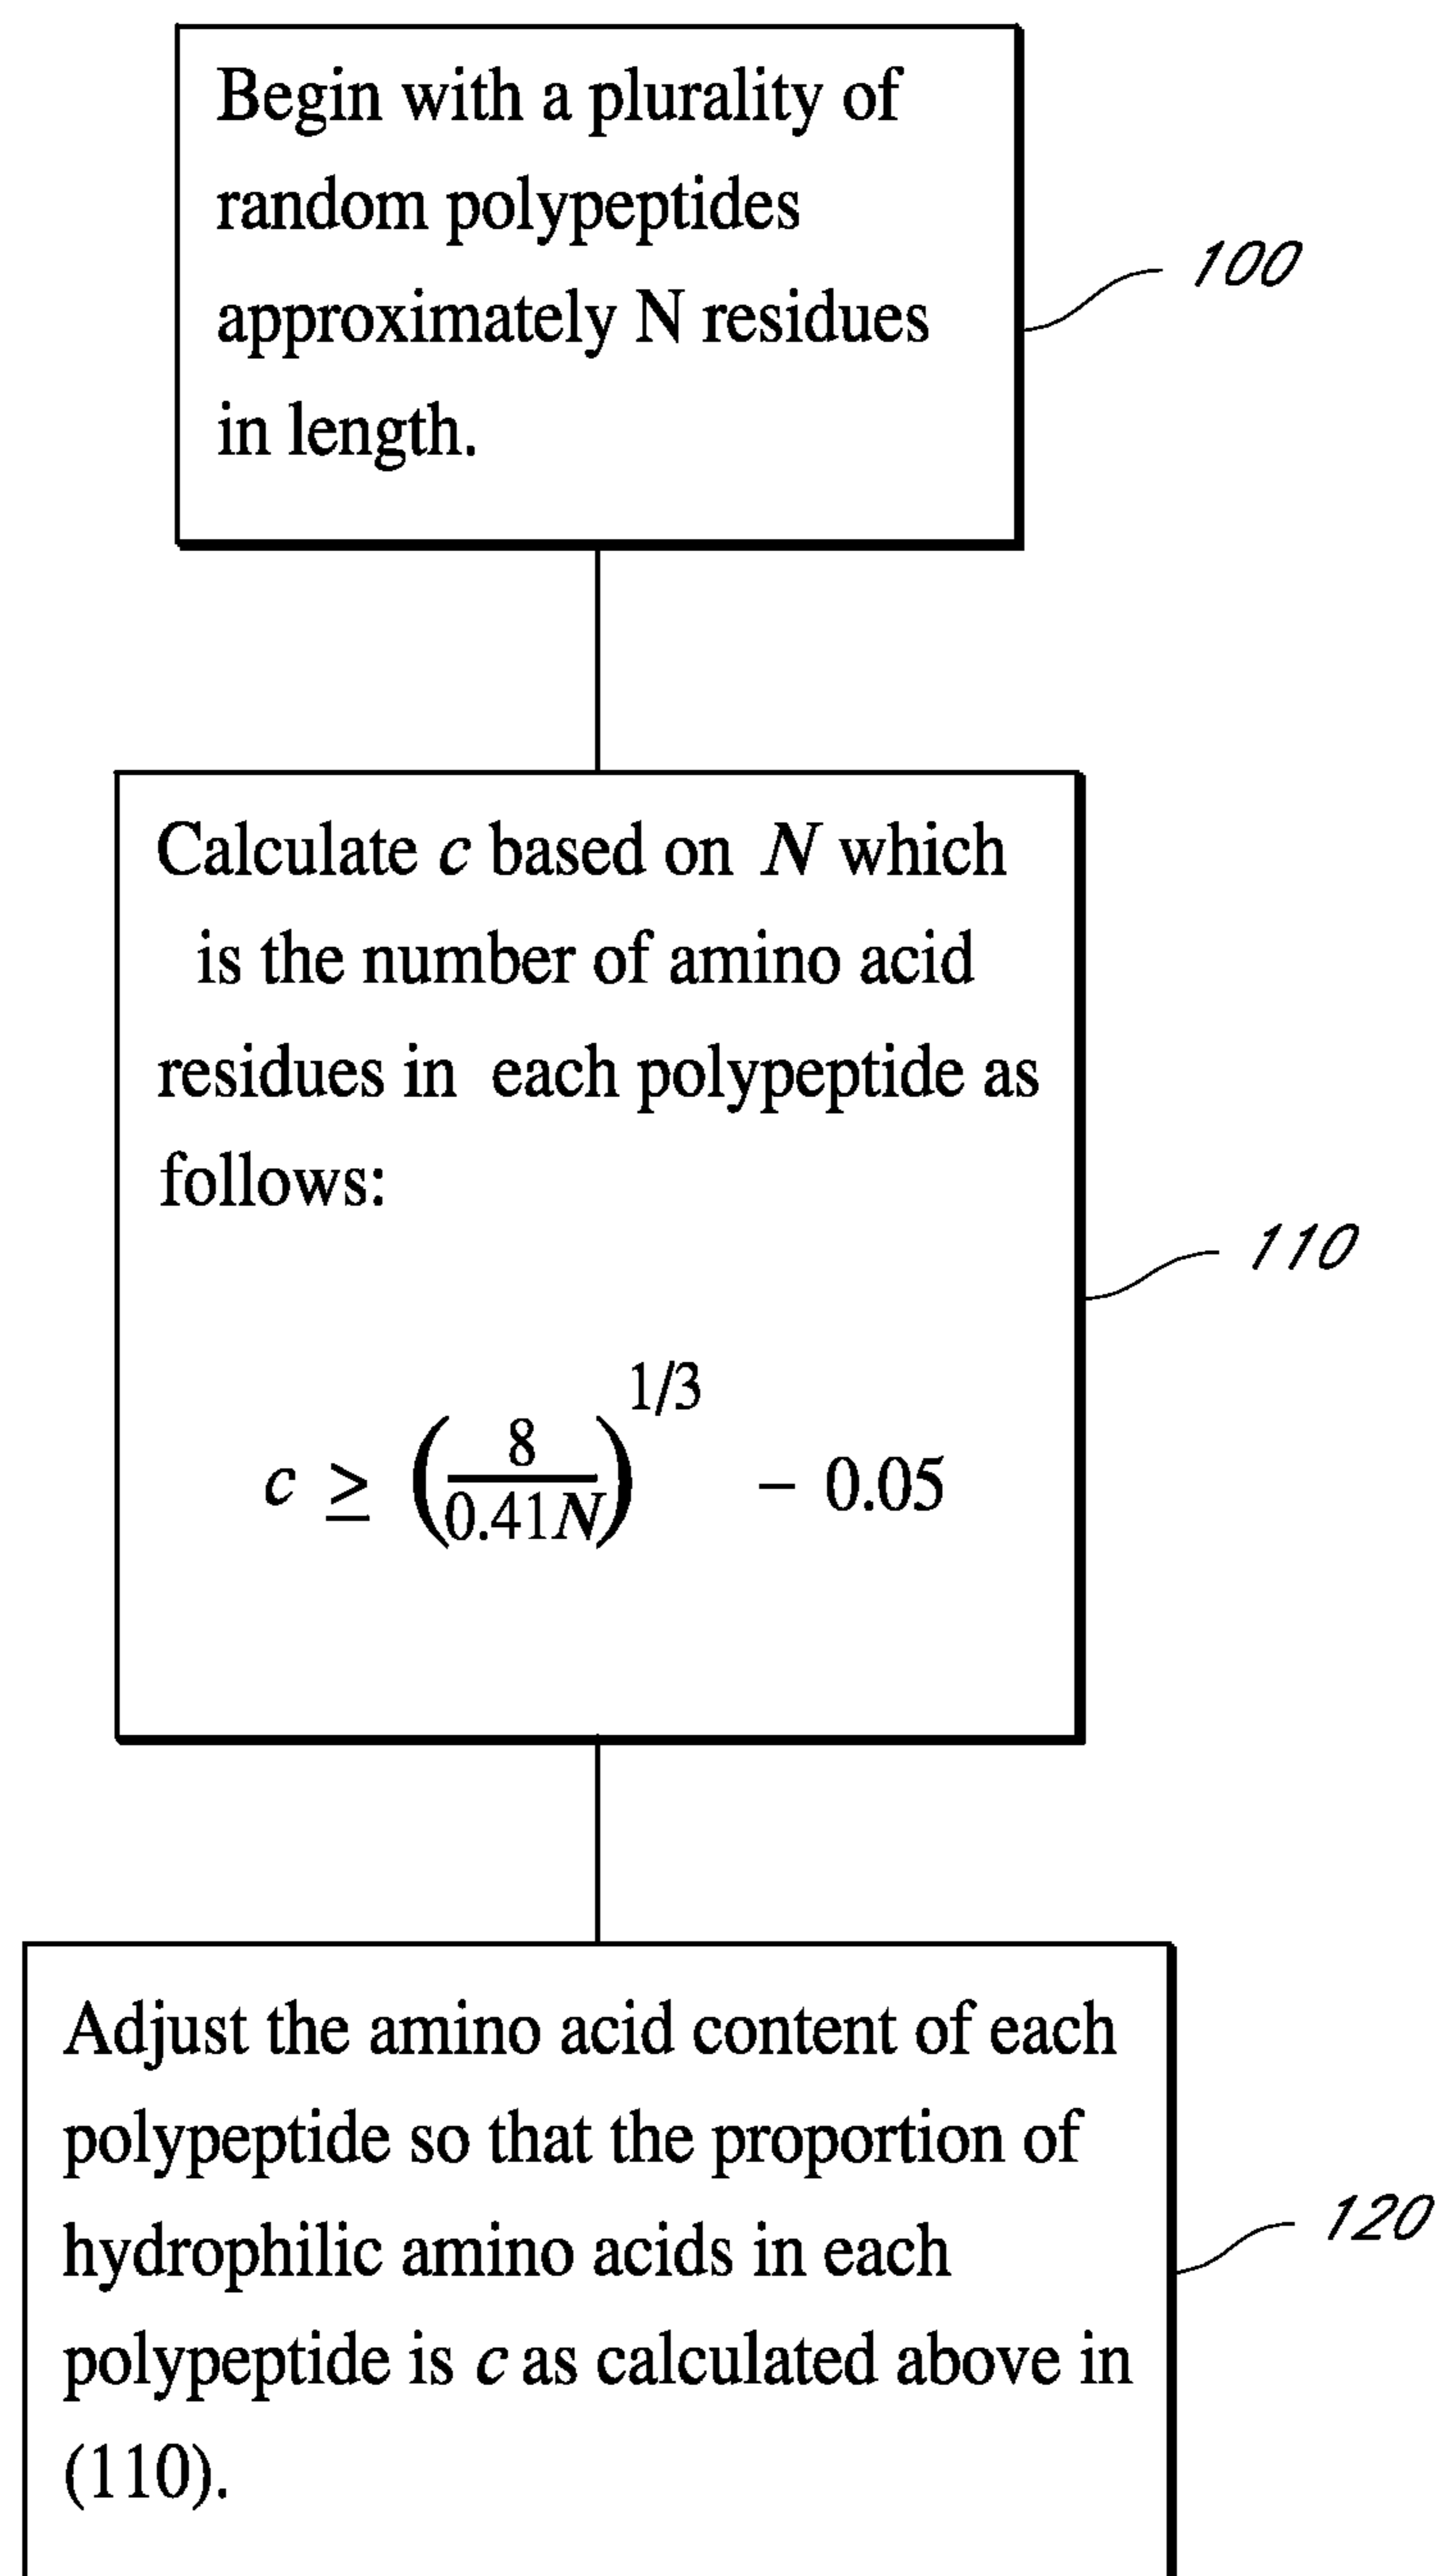 Begin with a plurality of
random polypeptides
approximately N residues
in length.
100
Calculate c based on N which
is the number of amino acid
residues in each polypeptide as
follows:
110
c ≥ (8/0.41N)^1/3 – 0.05
Adjust the amino acid content of each
polypeptide so that the proportion of
hydrophilic amino acids in each
polypeptide is c as calculated above in
(110).
120